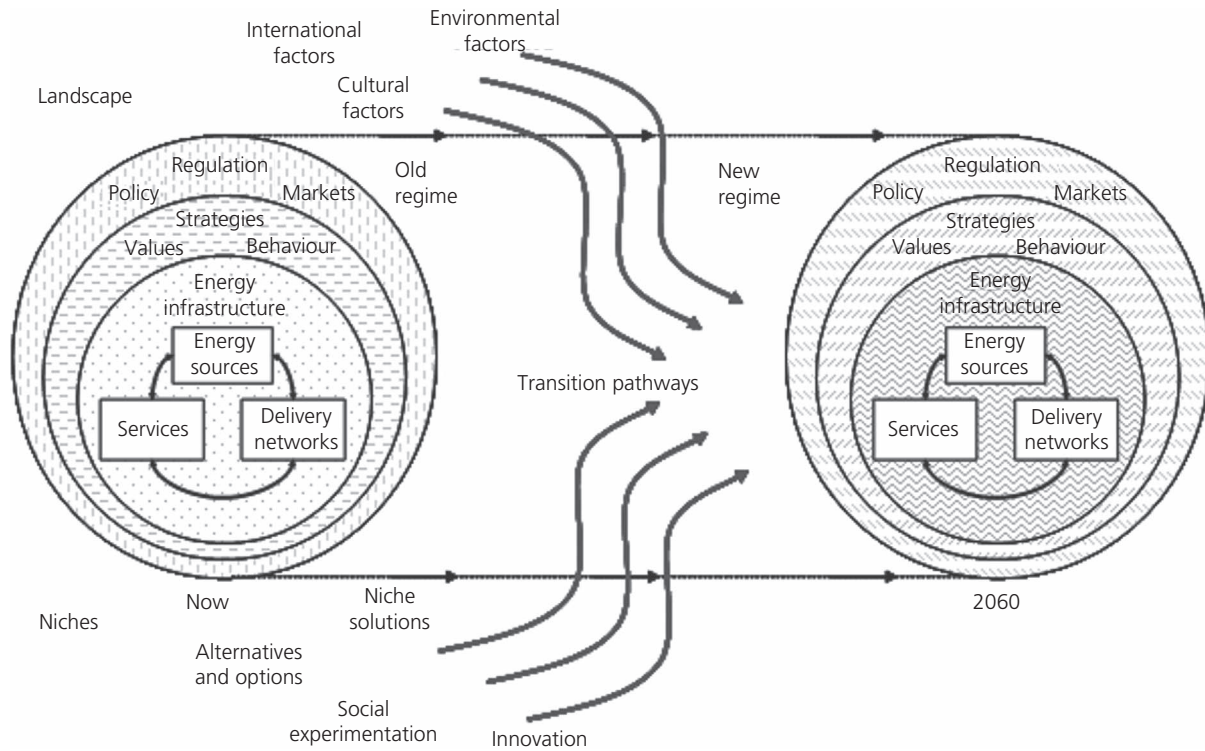 Environmental
factors
International
factors
Cultural
factors
Landscape
Regulation
Policy
Markets
Strategies
Values
Behaviour
Energy
infrastructure
Energy
sources
Services
Delivery
networks
Old
regime
New
regime
Transition pathways
Regulation
Policy
Markets
Strategies
Values
Behaviour
Energy
infrastructure
Energy
sources
Services
Delivery
networks
Now
2060
Niches
Niche
solutions
Alternatives
and options
Social
experimentation
Innovation